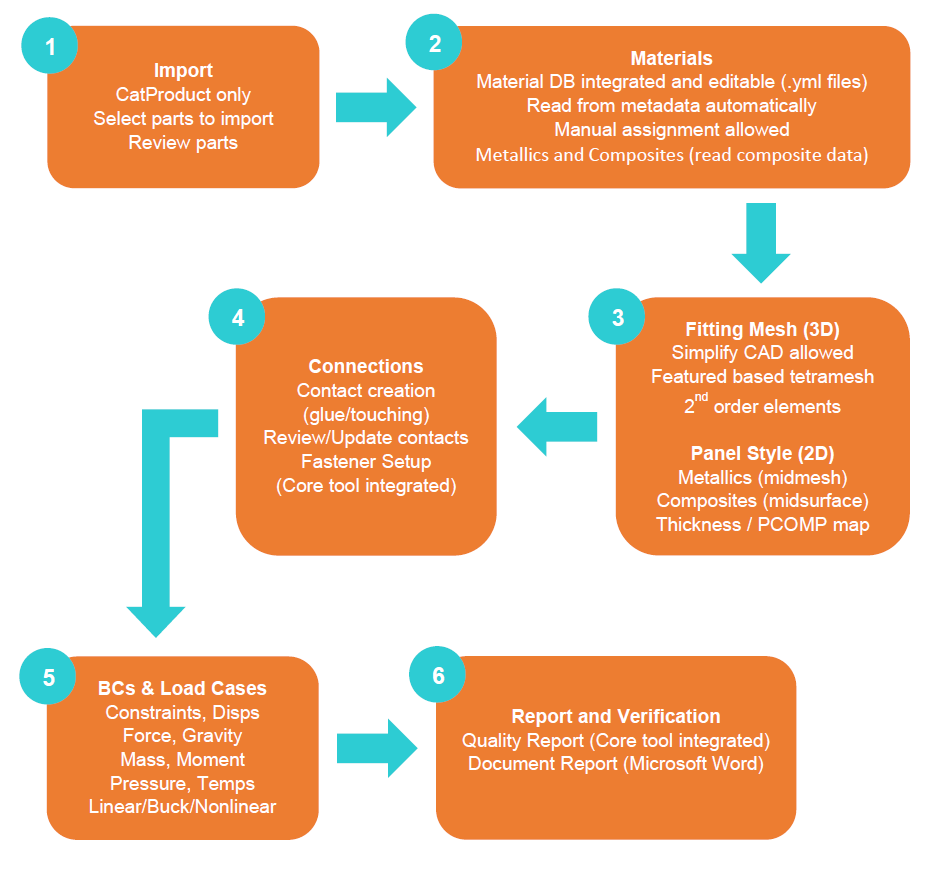 1
Import
CatProduct only
Select parts to import
Review parts
2
Materials
Material DB integrated and editable (.yml files)
Read from metadata automatically
Manual assignment allowed
Metallics and Composites (read composite data)
3
Fitting Mesh (3D)
Simplify CAD allowed
Featured based tetramesh
2nd order elements
Panel Style (2D)
Metallics (midmesh)
Composites (midsurface)
Thickness / PCOMP map
4
Connections
Contact creation
(glue/touching)
Review/Update contacts
Fastener Setup
(Core tool integrated)
5
BCs & Load Cases
Constraints, Disps
Force, Gravity
Mass, Moment
Pressure, Temps
Linear/Buck/Nonlinear
6
Report and Verification
Quality Report (Core tool integrated)
Document Report (Microsoft Word)